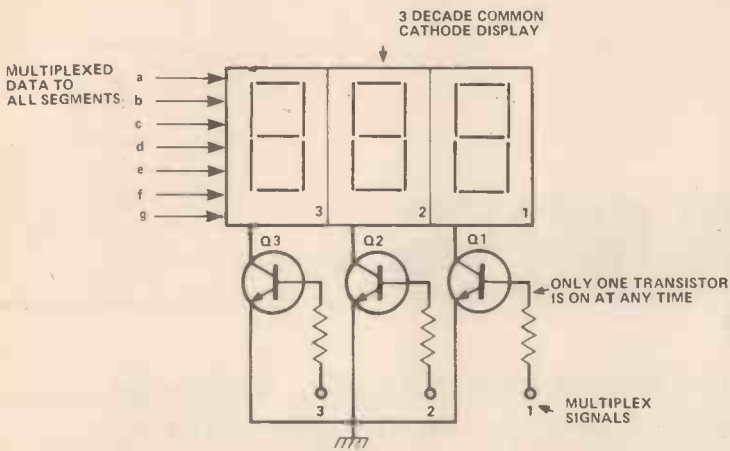 3 DECADE COMMON
CATHODE DISPLAY
MULTIPLEXED
DATA TO
ALL SEGMENTS
a
b
c
d
e
f
g
3
2
1
Q3
Q2
Q1
ONLY ONE TRANSISTOR
IS ON AT ANY TIME
3
2
1
MULTIPLEX
SIGNALS